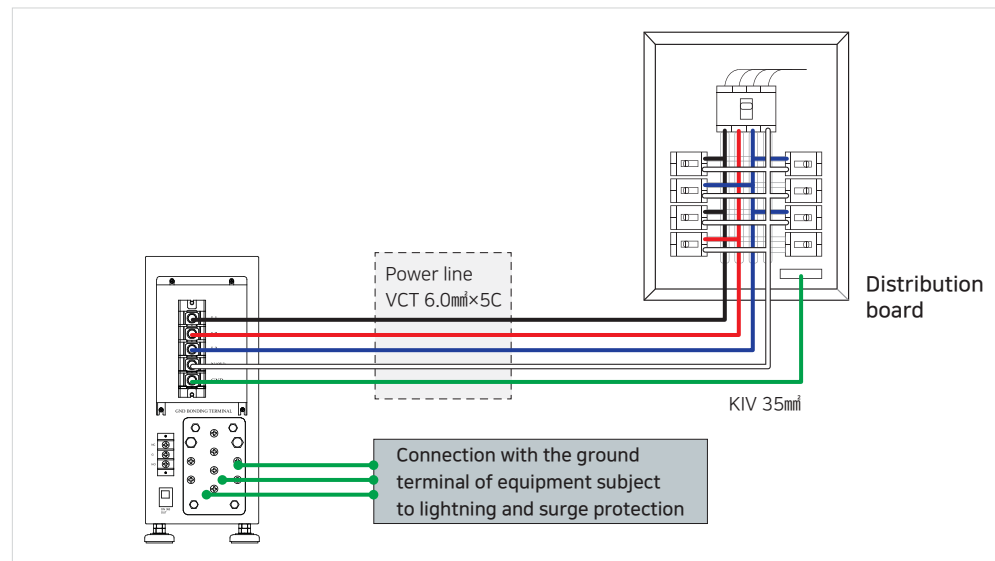 Power line
VCT 6.0㎟×5C
Distribution
board
KIV 35㎟
GND BONDING TERMINAL
Connection with the ground
terminal of equipment subject
to lightning and surge protection